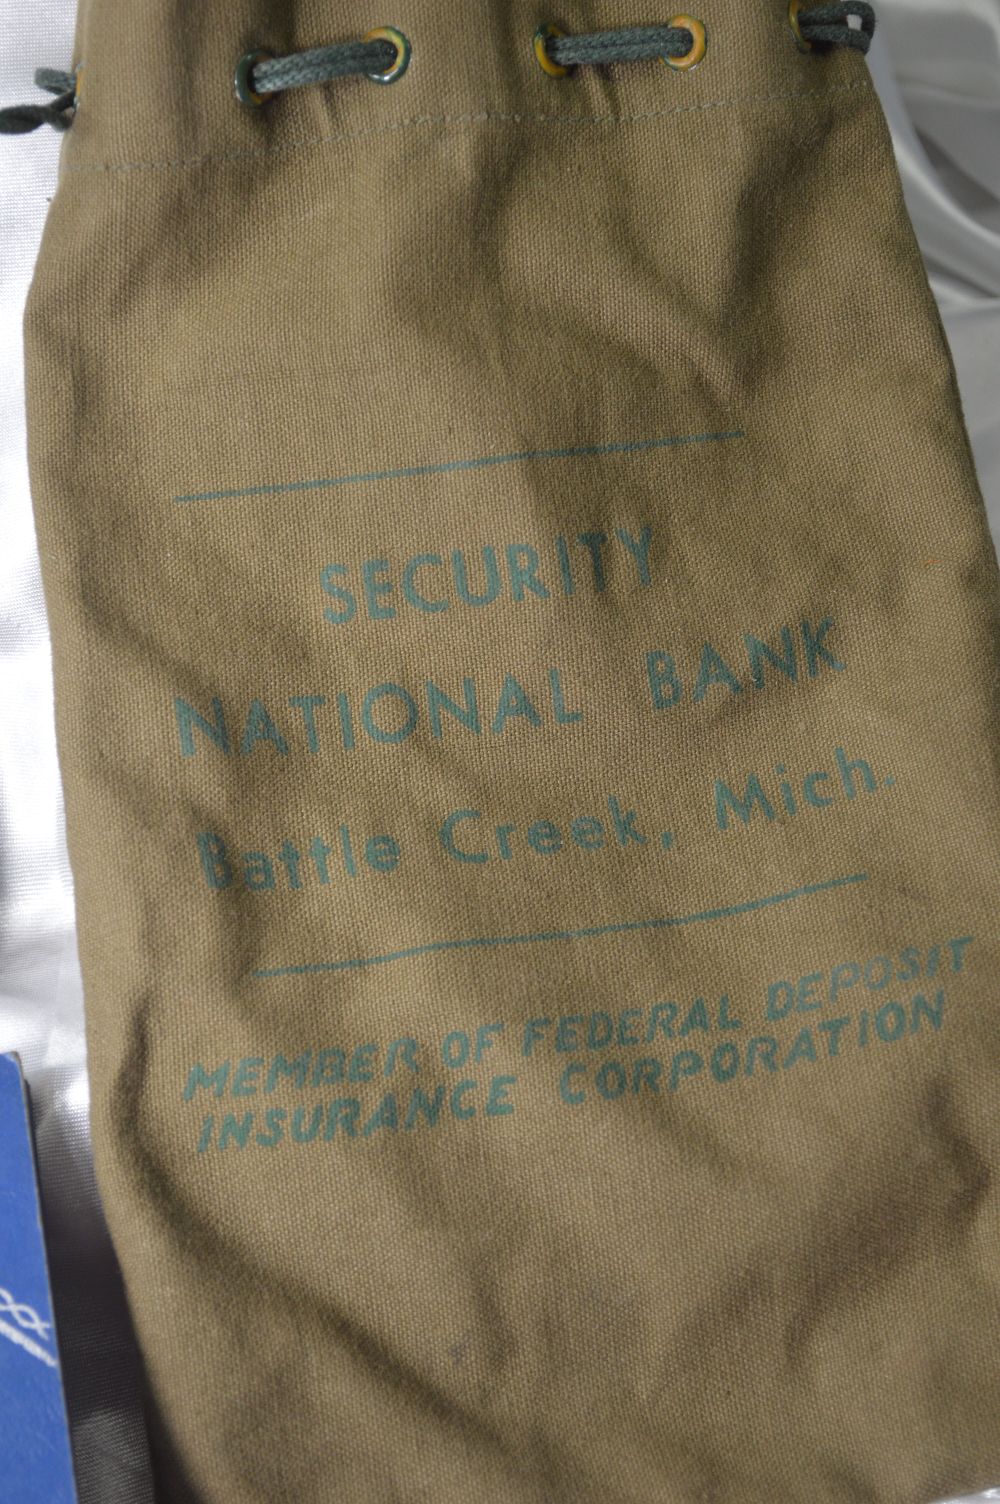 SECURITY
NATIONAL BANK
Battle Creek, Mich.
MEMBER OF FEDERAL DEPOSIT
INSURANCE CORPORATION